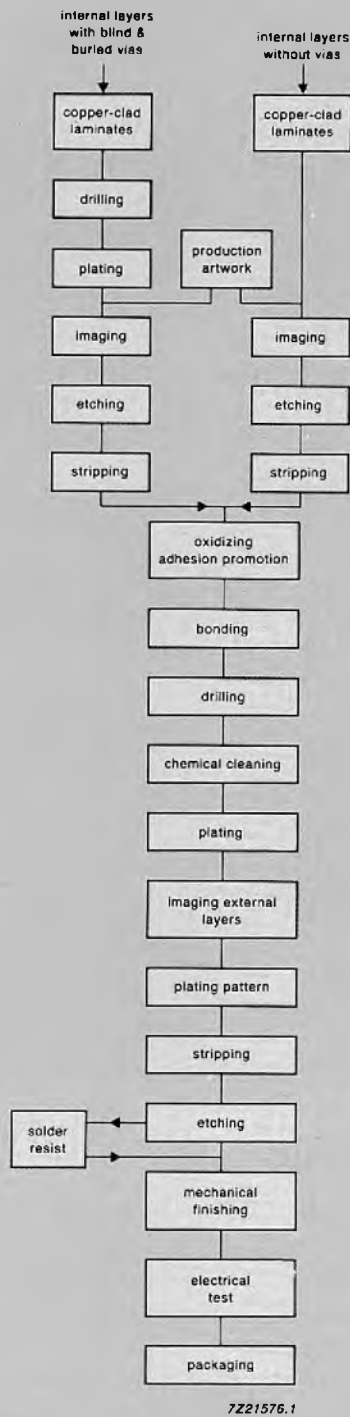 internal layers
with blind &
buried vias
internal layers
without vias
copper-clad
laminates
copper-clad
laminates
drilling
plating
production
artwork
imaging
imaging
etching
etching
stripping
stripping
oxidizing
adhesion promotion
bonding
drilling
chemical cleaning
plating
imaging external
layers
plating pattern
stripping
etching
solder
resist
mechanical
finishing
electrical
test
packaging
7Z21576.1